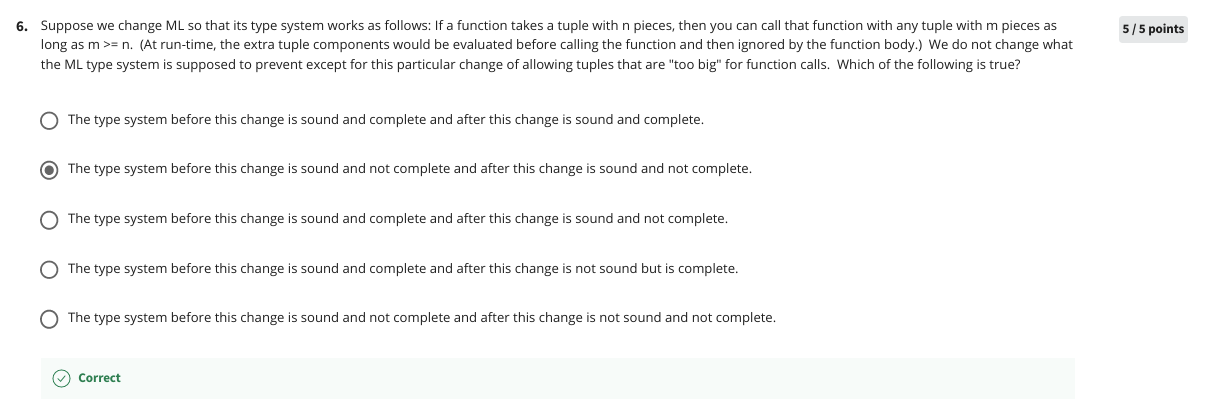 6. Suppose we change ML so that its type system works as follows: If a function takes a tuple with n pieces, then you can call that function with any tuple with m pieces as
5 / 5 points
long as m >= n. (At run-time, the extra tuple components would be evaluated before calling the function and then ignored by the function body.) We do not change what
the ML type system is supposed to prevent except for this particular change of allowing tuples that are "too big" for function calls. Which of the following is true?
The type system before this change is sound and complete and after this change is sound and complete.
The type system before this change is sound and not complete and after this change is sound and not complete.
The type system before this change is sound and complete and after this change is sound and not complete.
The type system before this change is sound and complete and after this change is not sound but is complete.
The type system before this change is sound and not complete and after this change is not sound and not complete.
Correct